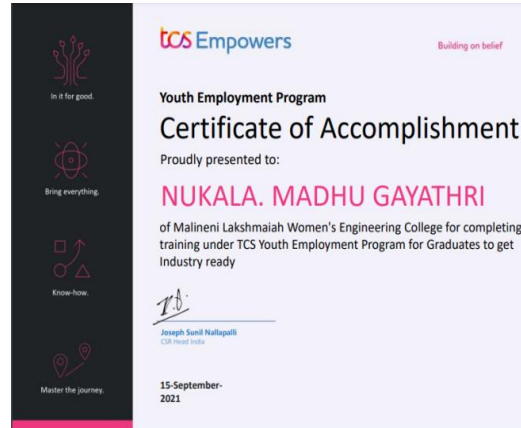 In it for good.
Bring everything.
Know-how.
Master the journey.
tcs Empowers
Building on belief
Youth Employment Program
Certificate of Accomplishment
Proudly presented to:
NUKALA. MADHU GAYATHRI
of Malineni Lakshmaiah Women's Engineering College for completing
training under TCS Youth Employment Program for Graduates to get
Industry ready
Joseph Sunil Nallapalli
CSR Head India
15-September-
2021